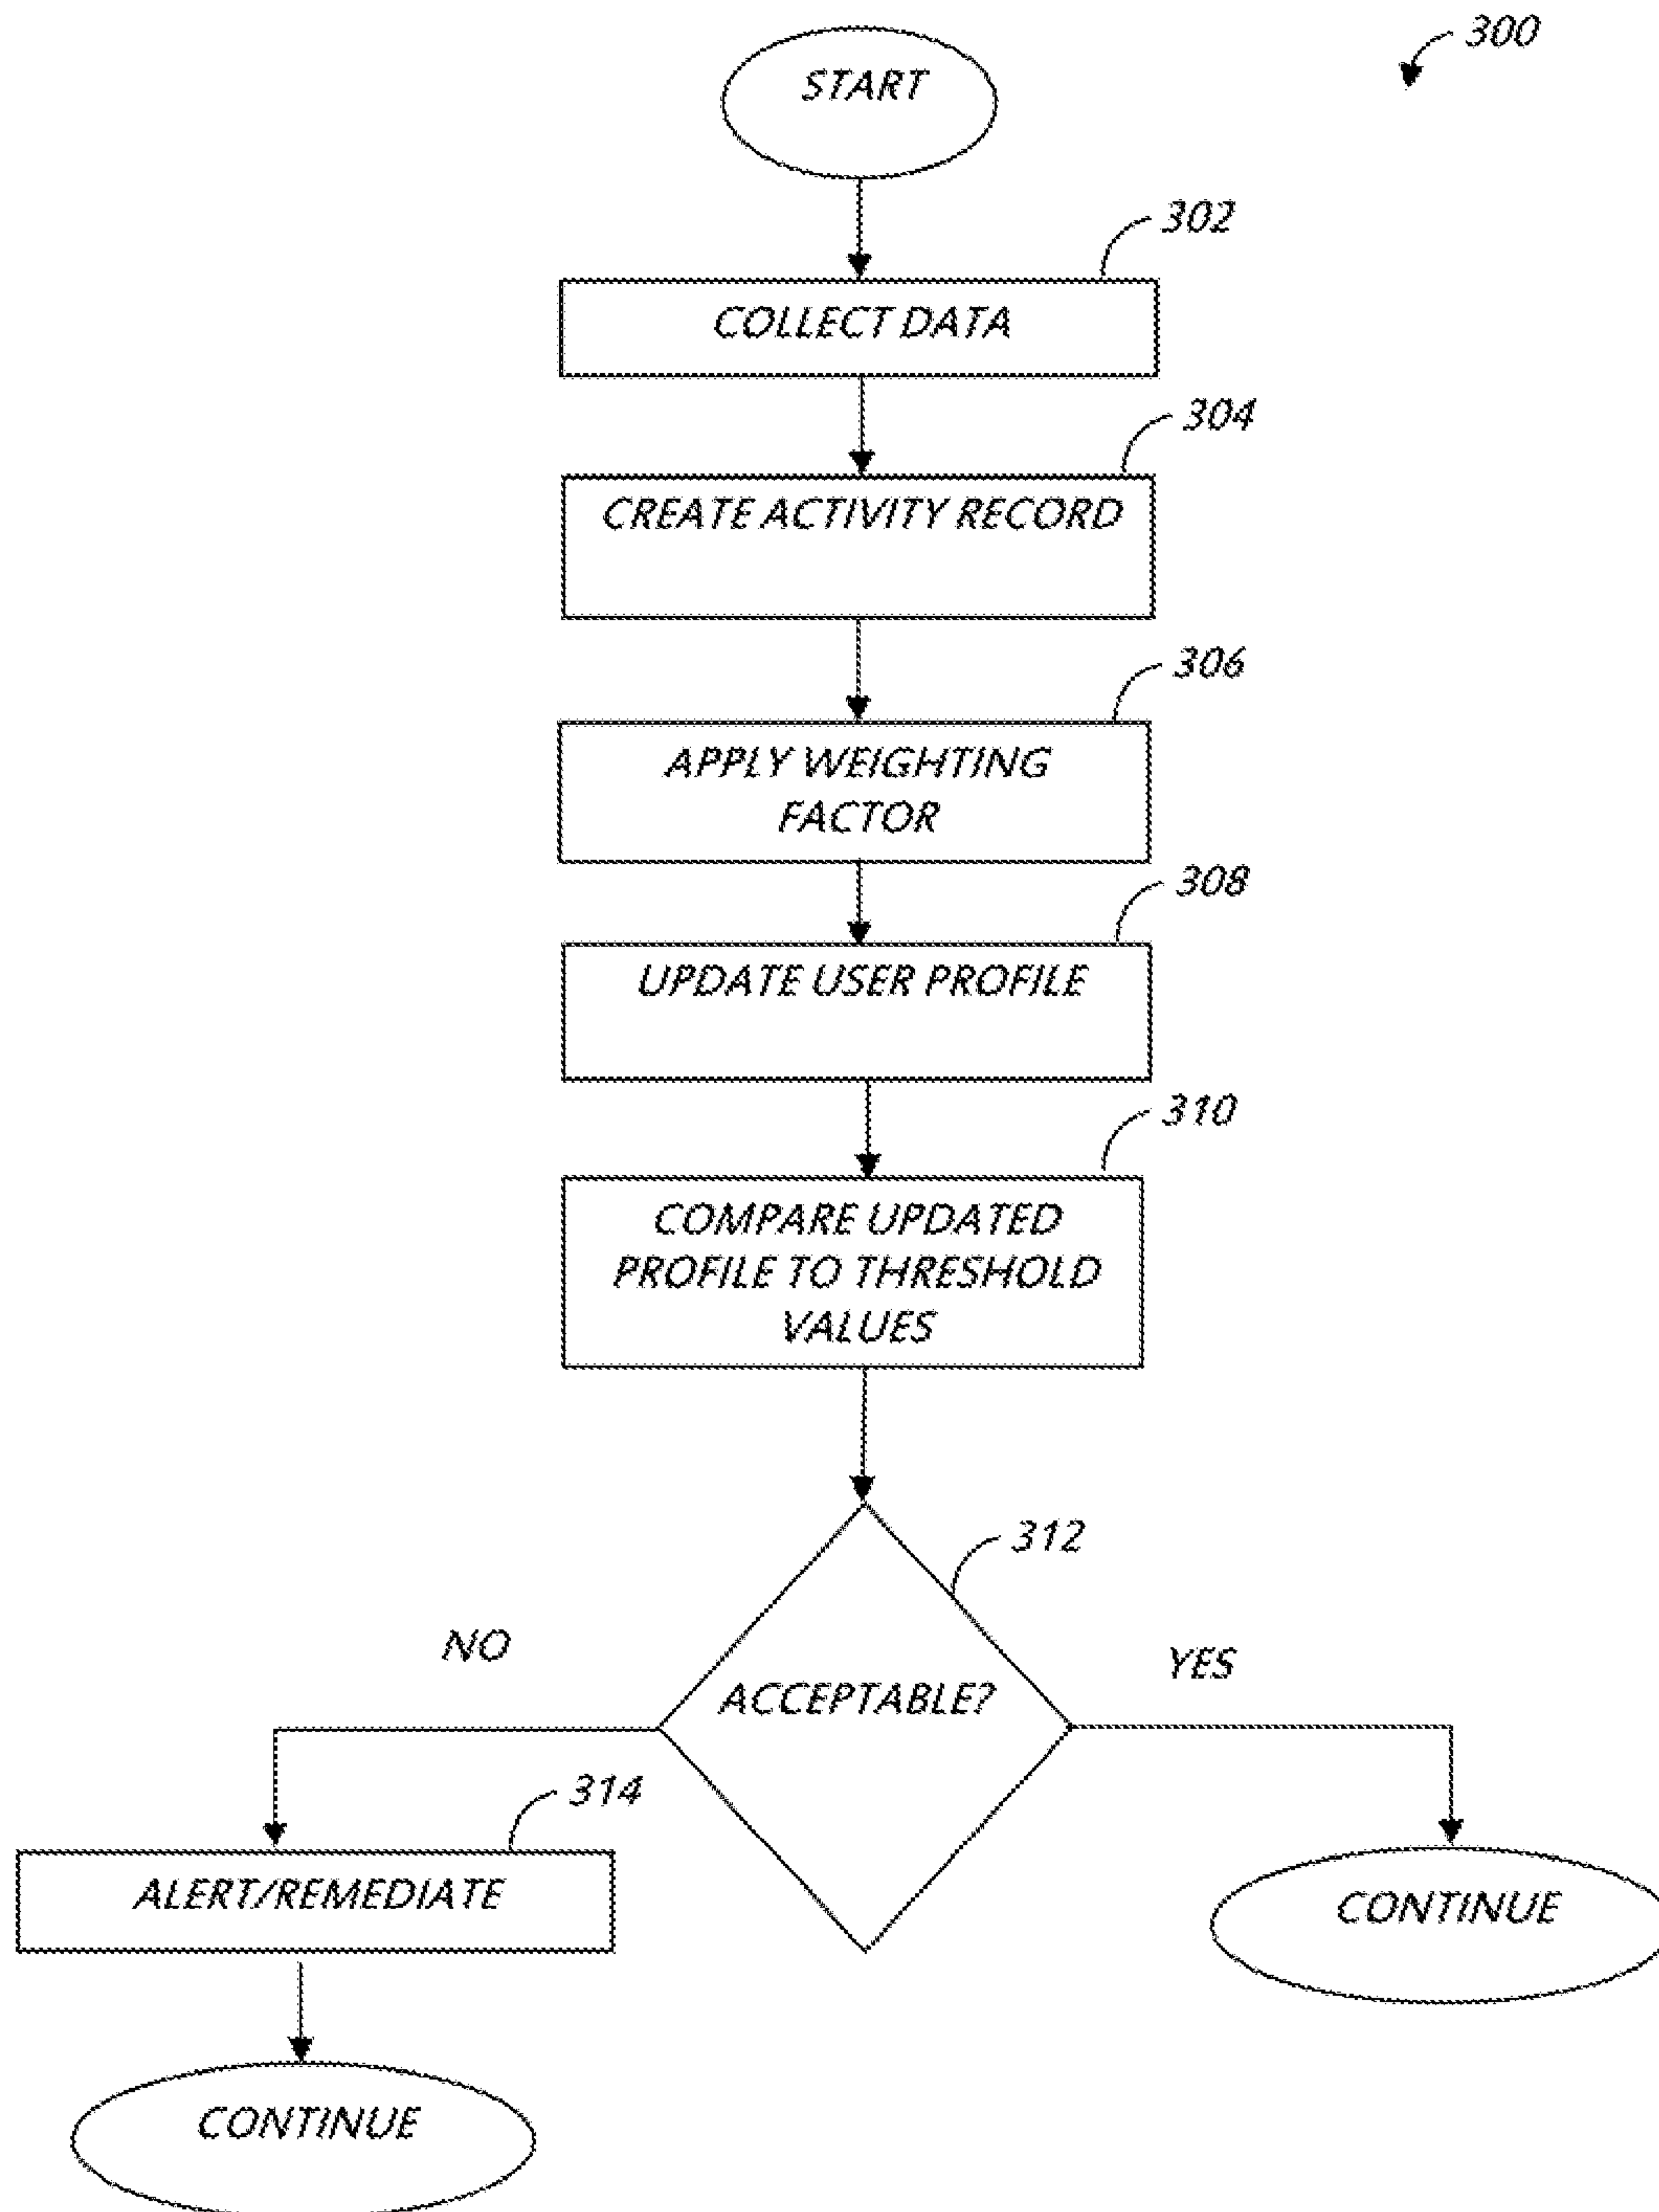 300
START
302
COLLECT DATA
304
CREATE ACTIVITY RECORD
306
APPLY WEIGHTING
FACTOR
308
UPDATE USER PROFILE
310
COMPARE UPDATED
PROFILE TO THRESHOLD
VALUES
312
NO
YES
ACCEPTABLE?
314
ALERT/REMEDIATE
CONTINUE
CONTINUE